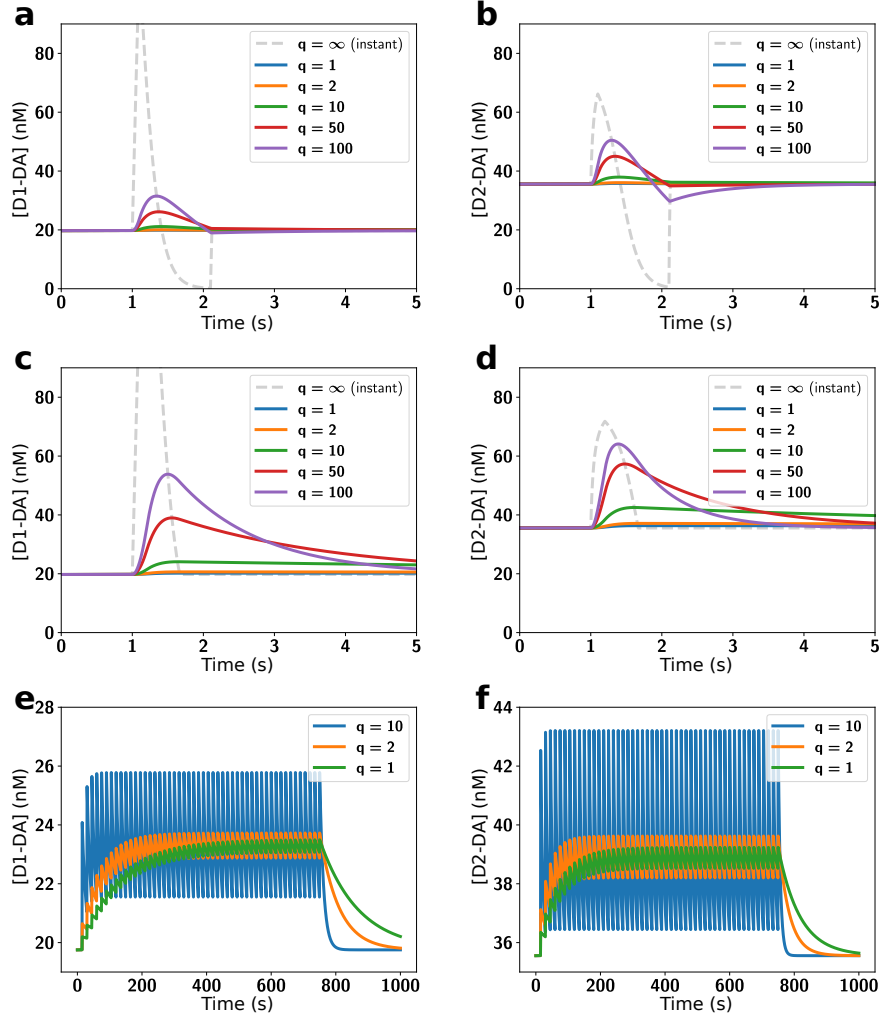 a
[D1-DA] (nM)
80
60
40
20
0
q = ∞ (instant)
q = 1
q = 2
q = 10
q = 50
q = 100
0 1 2 3 4 5
Time (s)
b
[D2-DA] (nM)
80
60
40
20
0
q = ∞ (instant)
q = 1
q = 2
q = 10
q = 50
q = 100
0 1 2 3 4 5
Time (s)
c
[D1-DA] (nM)
80
60
40
20
0
q = ∞ (instant)
q = 1
q = 2
q = 10
q = 50
q = 100
0 1 2 3 4 5
Time (s)
d
[D2-DA] (nM)
80
60
40
20
0
q = ∞ (instant)
q = 1
q = 2
q = 10
q = 50
q = 100
0 1 2 3 4 5
Time (s)
e
[D1-DA] (nM)
28
26
24
22
20
q = 10
q = 2
q = 1
0 200 400 600 800 1000
Time (s)
f
[D2-DA] (nM)
44
42
40
38
36
q = 10
q = 2
q = 1
0 200 400 600 800 1000
Time (s)